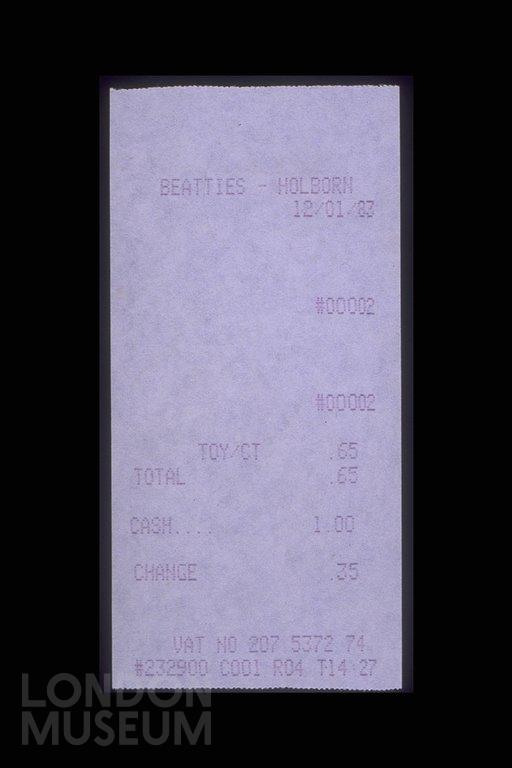 BEATTIES - HOLBORN
12/01/83
#00002
#00002
TOY/CT .65
TOTAL .65
CASH.... 1.00
CHANGE .35
VAT NO 207 5372 74
#232900 C001 R04 T14:27
LONDON
MUSEUM